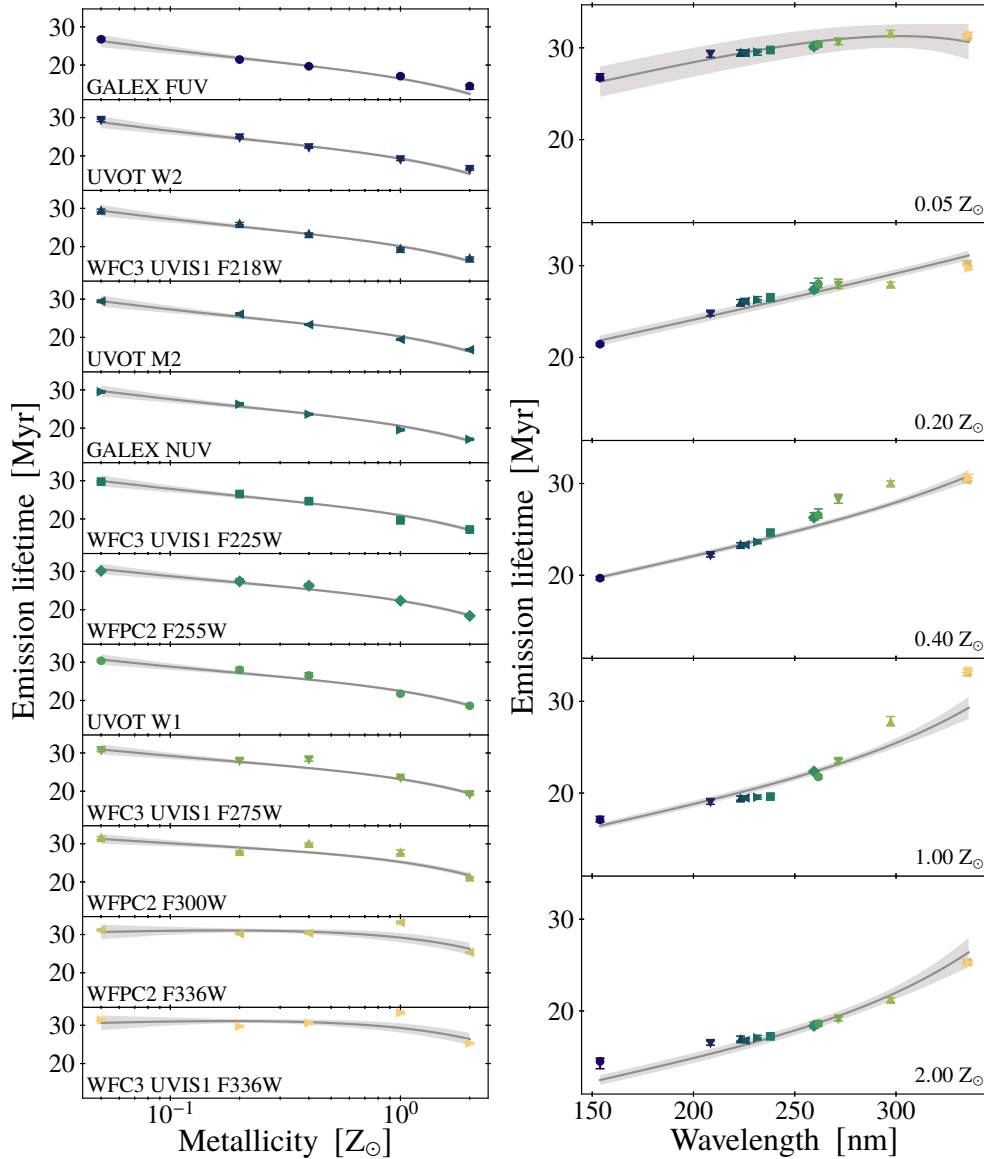 30
20
GALEX FUV
30
20
UVOT W2
30
20
WFC3 UVIS1 F218W
30
20
UVOT M2
30
20
GALEX NUV
30
20
WFC3 UVIS1 F225W
30
20
WFPC2 F255W
30
20
UVOT W1
30
20
WFC3 UVIS1 F275W
30
20
WFPC2 F300W
30
20
WFPC2 F336W
30
20
WFC3 UVIS1 F336W
Emission lifetime [Myr]
10⁻¹ 10⁰
Metallicity [Z☉]
30
20
0.05 Z☉
30
20
0.20 Z☉
30
20
0.40 Z☉
30
20
1.00 Z☉
30
20
2.00 Z☉
Emission lifetime [Myr]
150 200 250 300
Wavelength [nm]